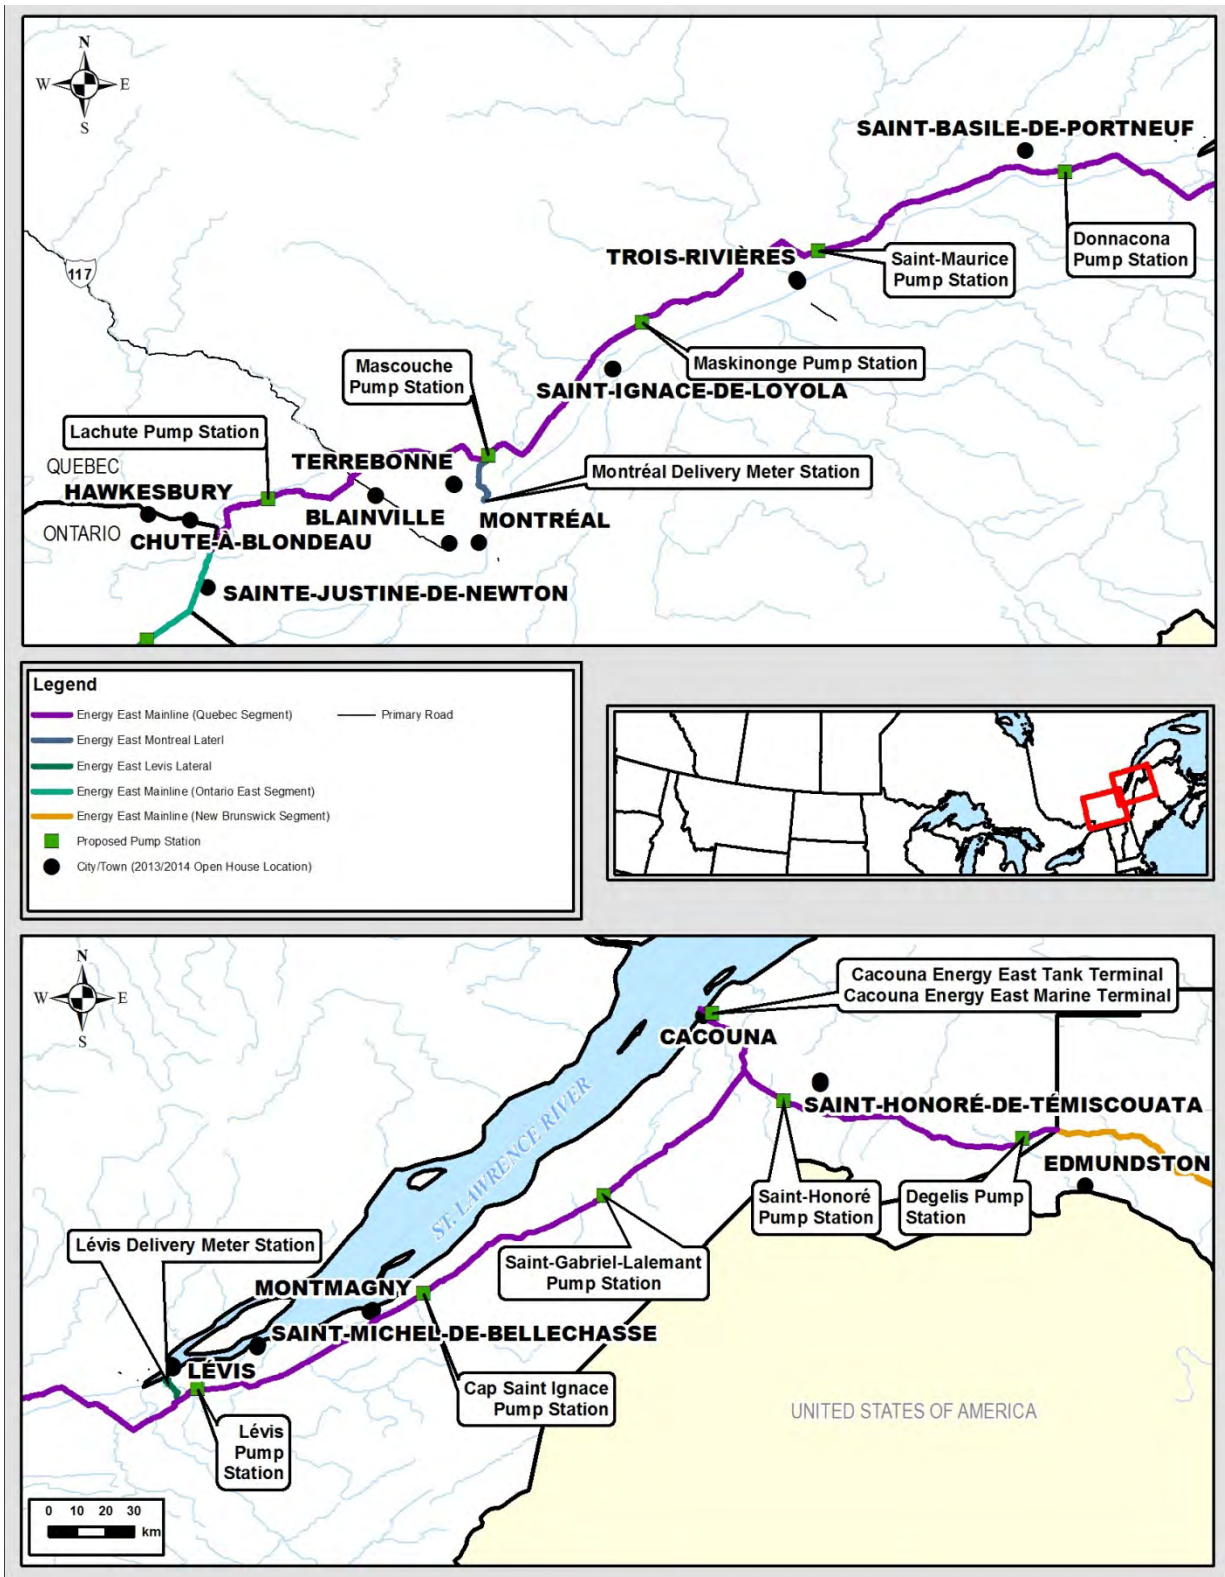 N
W
E
S
SAINT-BASILE-DE-PORTNEUF
Donnacona
Pump Station
TROIS-RIVIÈRES
Saint-Maurice
Pump Station
117
Mascouche
Pump Station
Maskinonge Pump Station
SAINT-IGNACE-DE-LOYOLA
Lachute Pump Station
TERREBONNE
Montréal Delivery Meter Station
QUEBEC
HAWKESBURY
BLAINVILLE
MONTRÉAL
ONTARIO
CHUTE-À-BLONDEAU
SAINTE-JUSTINE-DE-NEWTON
Legend
Energy East Mainline (Quebec Segment)
Primary Road
Energy East Montreal Laterl
Energy East Levis Lateral
Energy East Mainline (Ontario East Segment)
Energy East Mainline (New Brunswick Segment)
Proposed Pump Station
City/Town (2013/2014 Open House Location)
N
W
E
S
Cacouna Energy East Tank Terminal
Cacouna Energy East Marine Terminal
CACOUNA
ST. LAWRENCE RIVER
SAINT-HONORÉ-DE-TÉMISCOUATA
EDMUNDSTON
Saint-Honoré
Pump Station
Degelis Pump
Station
Lévis Delivery Meter Station
Saint-Gabriel-Lalemant
Pump Station
MONTMAGNY
SAINT-MICHEL-DE-BELLECHASSE
LÉVIS
Cap Saint Ignace
Pump Station
UNITED STATES OF AMERICA
Lévis
Pump
Station
0 10 20 30
km